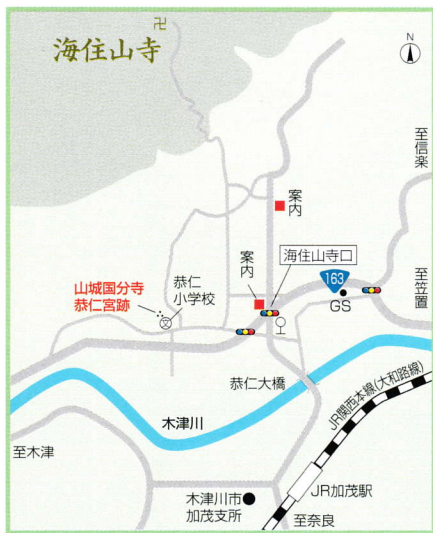 卍
海住山寺
N
至信楽
案内
海住山寺口
案内
163
至笠置
GS
山城国分寺
恭仁宮跡
恭仁
小学校
文
恭仁大橋
木津川
JR関西本線(大和路線)
至木津
JR加茂駅
木津川市
加茂支所
至奈良